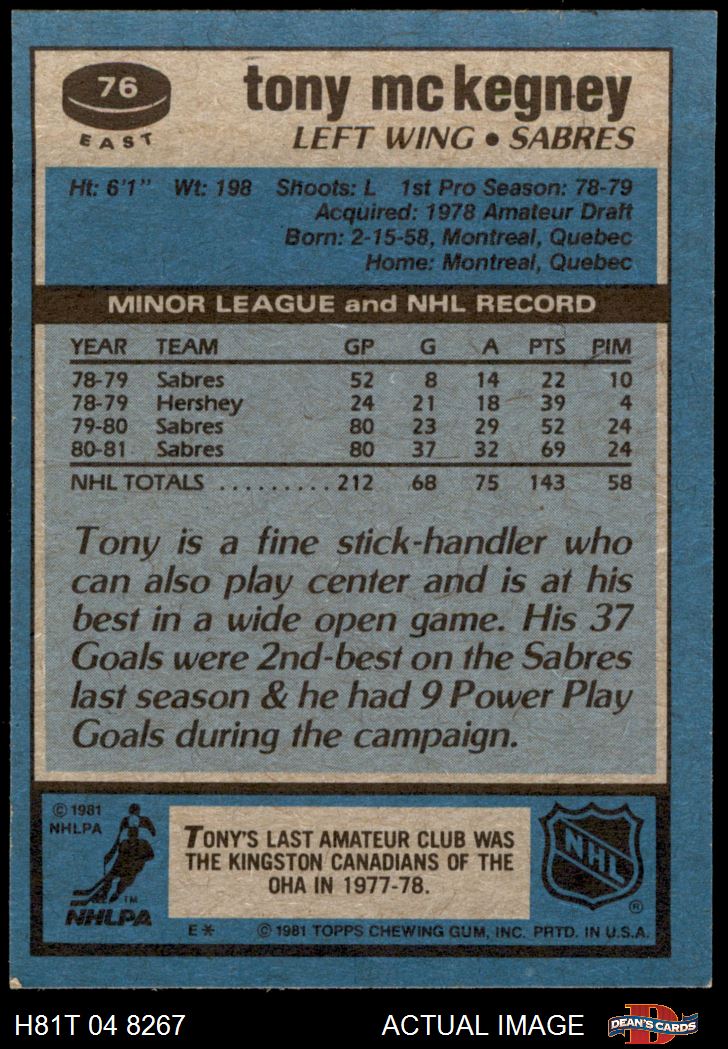 76
EAST
tony mc kegney
LEFT WING • SABRES
Ht: 6'1" Wt: 198 Shoots: L 1st Pro Season: 78-79
Acquired: 1978 Amateur Draft
Born: 2-15-58, Montreal, Quebec
Home: Montreal, Quebec
MINOR LEAGUE and NHL RECORD
YEAR TEAM GP G A PTS PIM
78-79 Sabres 52 8 14 22 10
78-79 Hershey 24 21 18 39 4
79-80 Sabres 80 23 29 52 24
80-81 Sabres 80 37 32 69 24
NHL TOTALS ......... 212 68 75 143 58
Tony is a fine stick-handler who
can also play center and is at his
best in a wide open game. His 37
Goals were 2nd-best on the Sabres
last season & he had 9 Power Play
Goals during the campaign.
© 1981
NHLPA
TM
NHLPA
TONY'S LAST AMATEUR CLUB WAS
THE KINGSTON CANADIANS OF THE
OHA IN 1977-78.
NHL
®
E* © 1981 TOPPS CHEWING GUM, INC. PRTD. IN U.S.A.
H81T 04 8267 ACTUAL IMAGE
D
DEAN'S CARDS